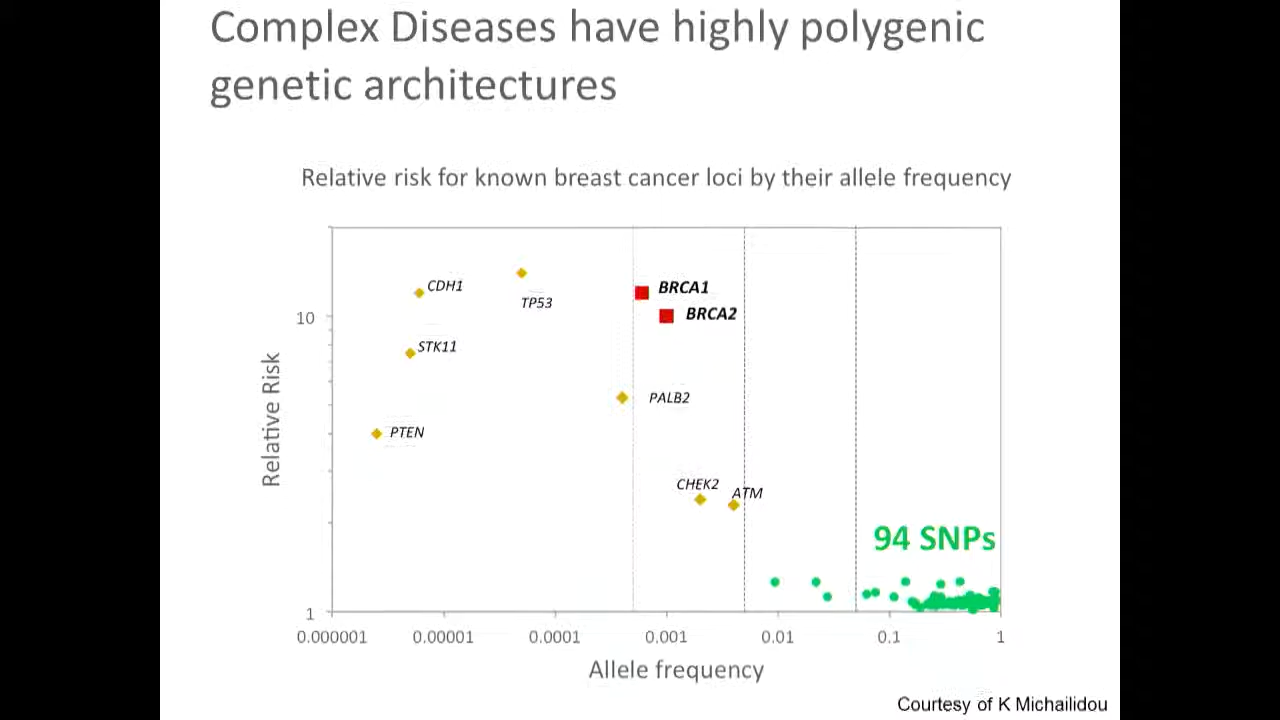 Complex Diseases have highly polygenic
genetic architectures
Relative risk for known breast cancer loci by their allele frequency
CDH1
TP53
BRCA1
BRCA2
10
STK11
PALB2
PTEN
CHEK2
ATM
94 SNPs
Relative Risk
1
0.000001 0.00001 0.0001 0.001 0.01 0.1 1
Allele frequency
Courtesy of K Michailidou